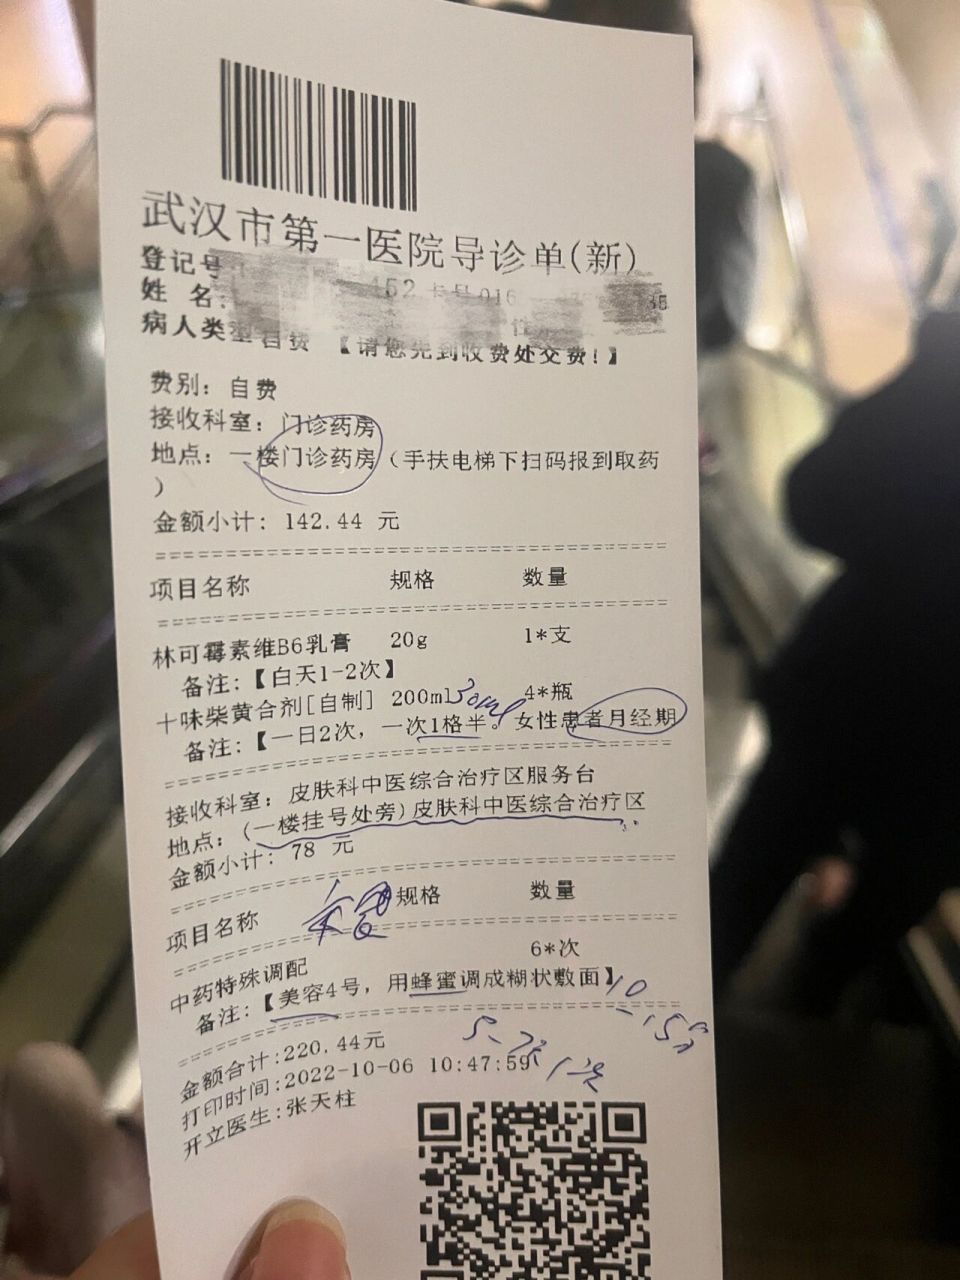 武汉市第一医院导诊单(新)
登记号
姓 名:
病人类型自费 【请您先到收费处交费!】
费别: 自费
接收科室: 门诊药房
地点: 一楼门诊药房(手扶电梯下扫码报到取药
)
金额小计: 142.44 元
项目名称 规格 数量
林可霉素维B6乳膏 20g 1*支
备注:【白天1-2次】
十味柴黄合剂[自制] 200ml 30ml 4*瓶
备注:【一日2次, 一次1格半。女性患者月经期
接收科室: 皮肤科中医综合治疗区服务台
地点: (一楼挂号处旁)皮肤科中医综合治疗区
金额小计: 78 元
项目名称 规格 数量
中药特殊调配 6*次
备注:【美容4号, 用蜂蜜调成糊状敷面】10
-15分
金额合计:220.44元
5-7天1次
打印时间:2022-10-06 10:47:59
开立医生:张天柱